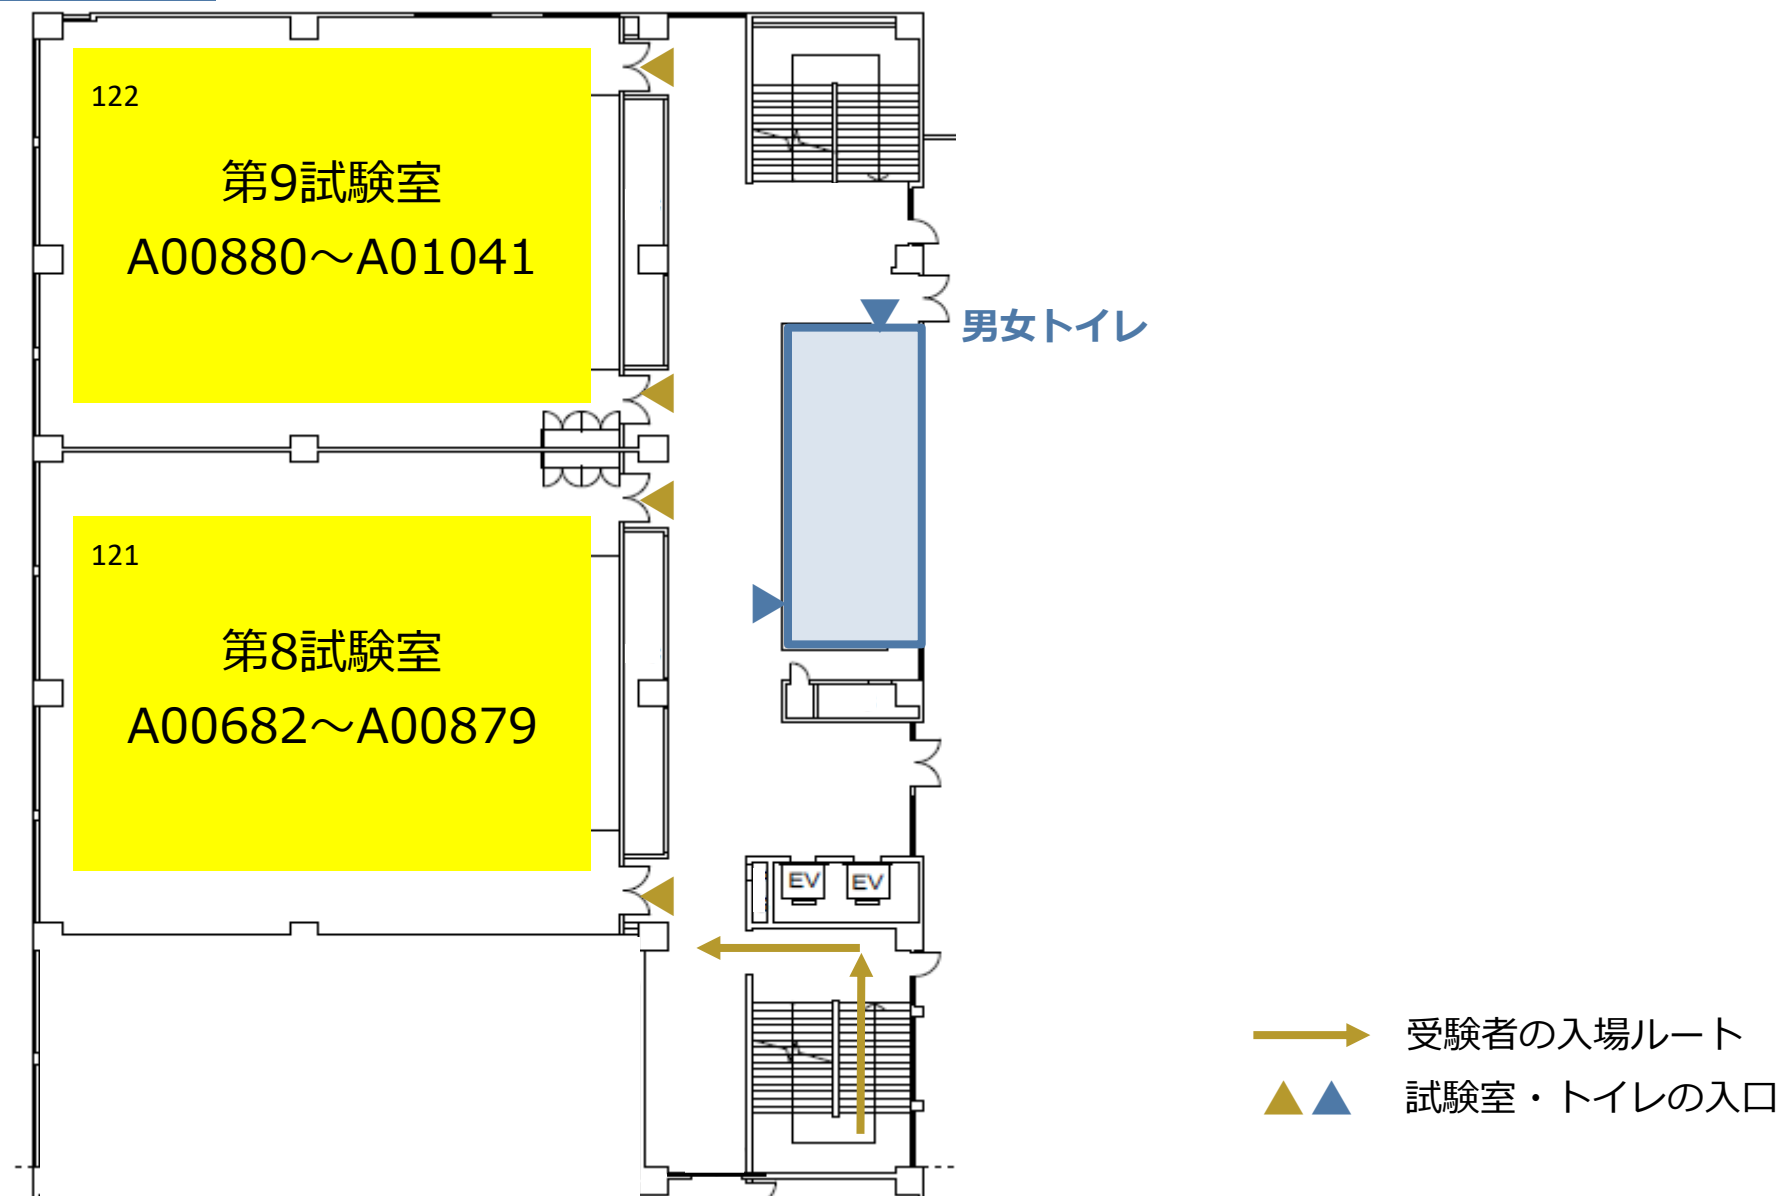 122
第9試験室
A00880～A01041
男女トイレ
121
第8試験室
A00682～A00879
EV
EV
受験者の入場ルート
試験室・トイレの入口